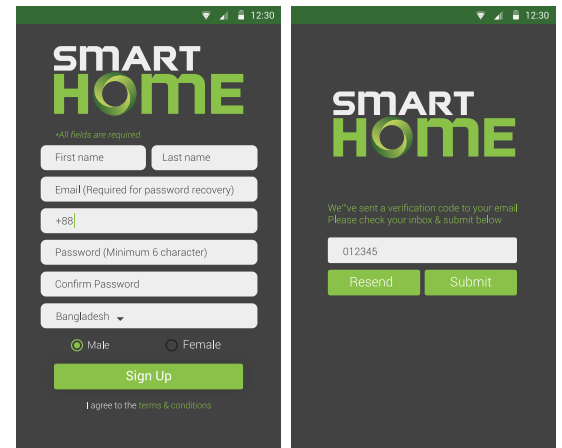 12:30
SMART
HOME
*All fields are required
First name Last name
Email (Required for password recovery)
+88
Password (Minimum 6 character)
Confirm Password
Bangladesh
Male Female
Sign Up
I agree to the terms & conditions
12:30
SMART
HOME
We'"ve sent a verification code to your email
Please check your inbox & submit below
012345
Resend Submit